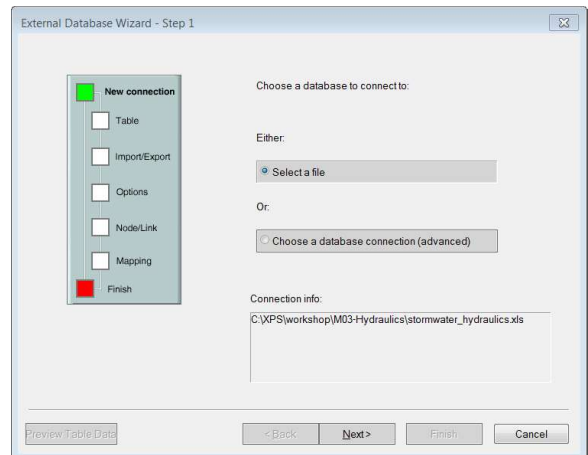 External Database Wizard - Step 1
New connection
Table
Import/Export
Options
Node/Link
Mapping
Finish
Choose a database to connect to:
Either:
Select a file
Or:
Choose a database connection (advanced)
Connection info:
C:\XPS\workshop\M03-Hydraulics\stormwater_hydraulics.xls
Preview Table Data
< Back
Next >
Finish
Cancel